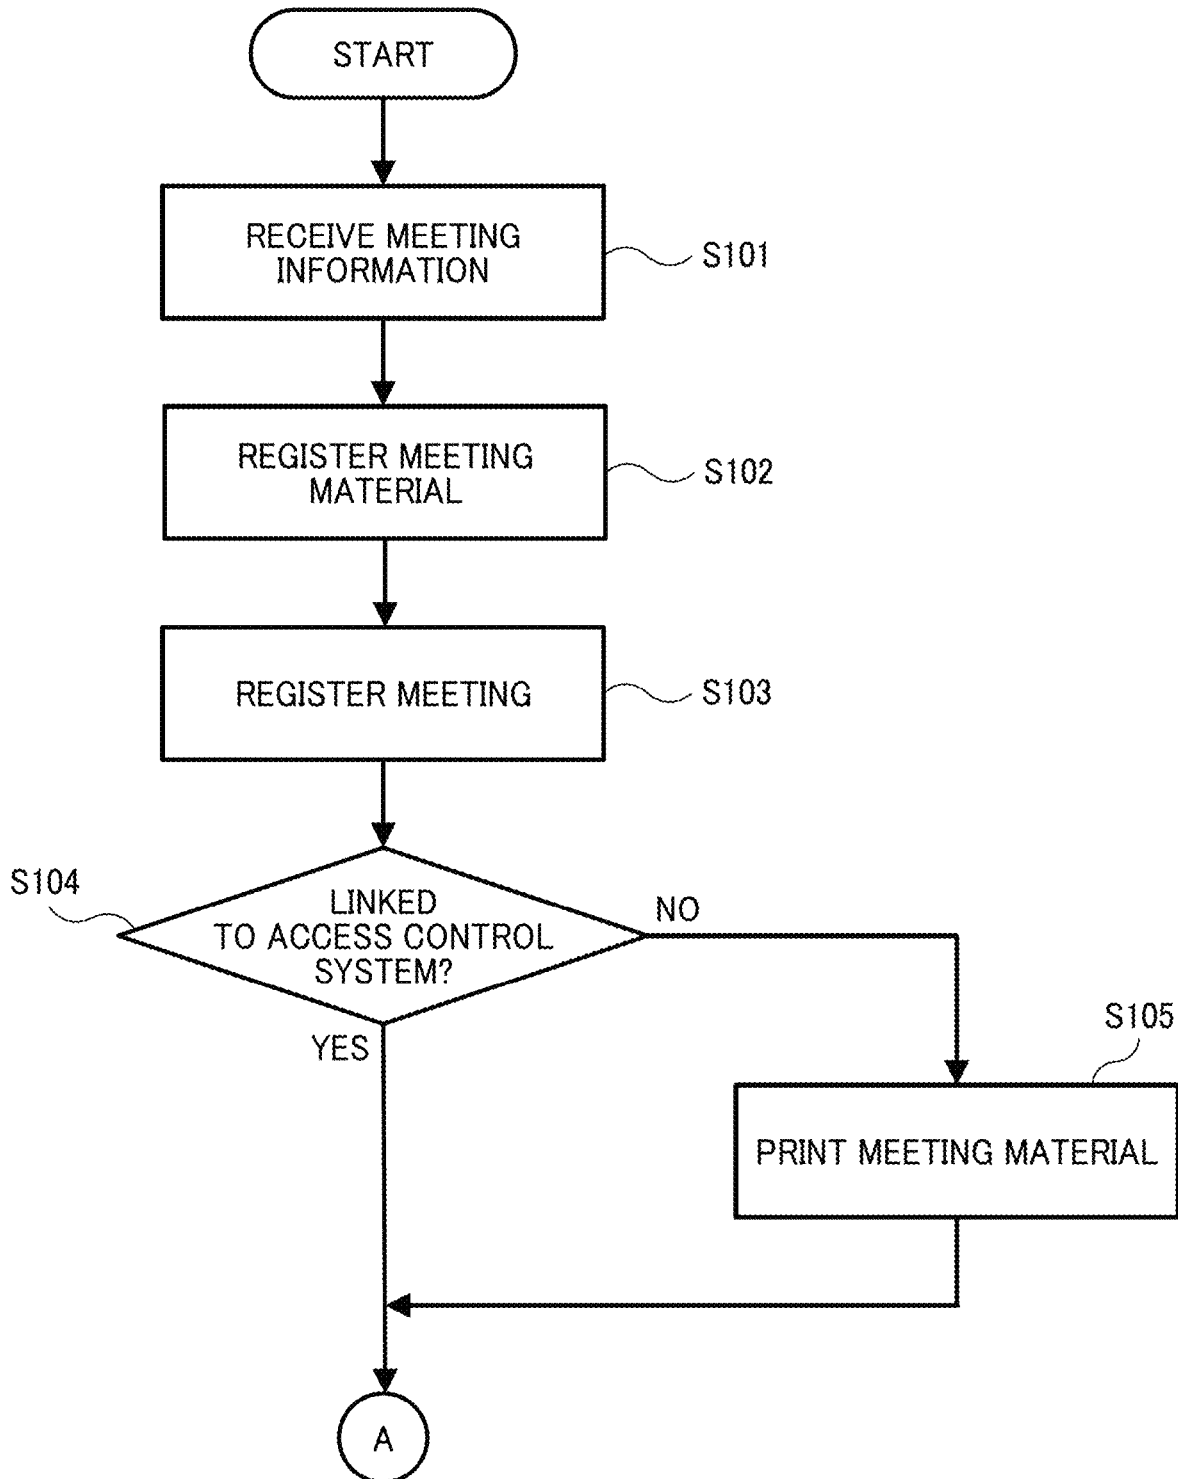 START
RECEIVE MEETING
INFORMATION
S101
REGISTER MEETING
MATERIAL
S102
REGISTER MEETING
S103
S104
LINKED
TO ACCESS CONTROL
SYSTEM?
NO
YES
S105
PRINT MEETING MATERIAL
A